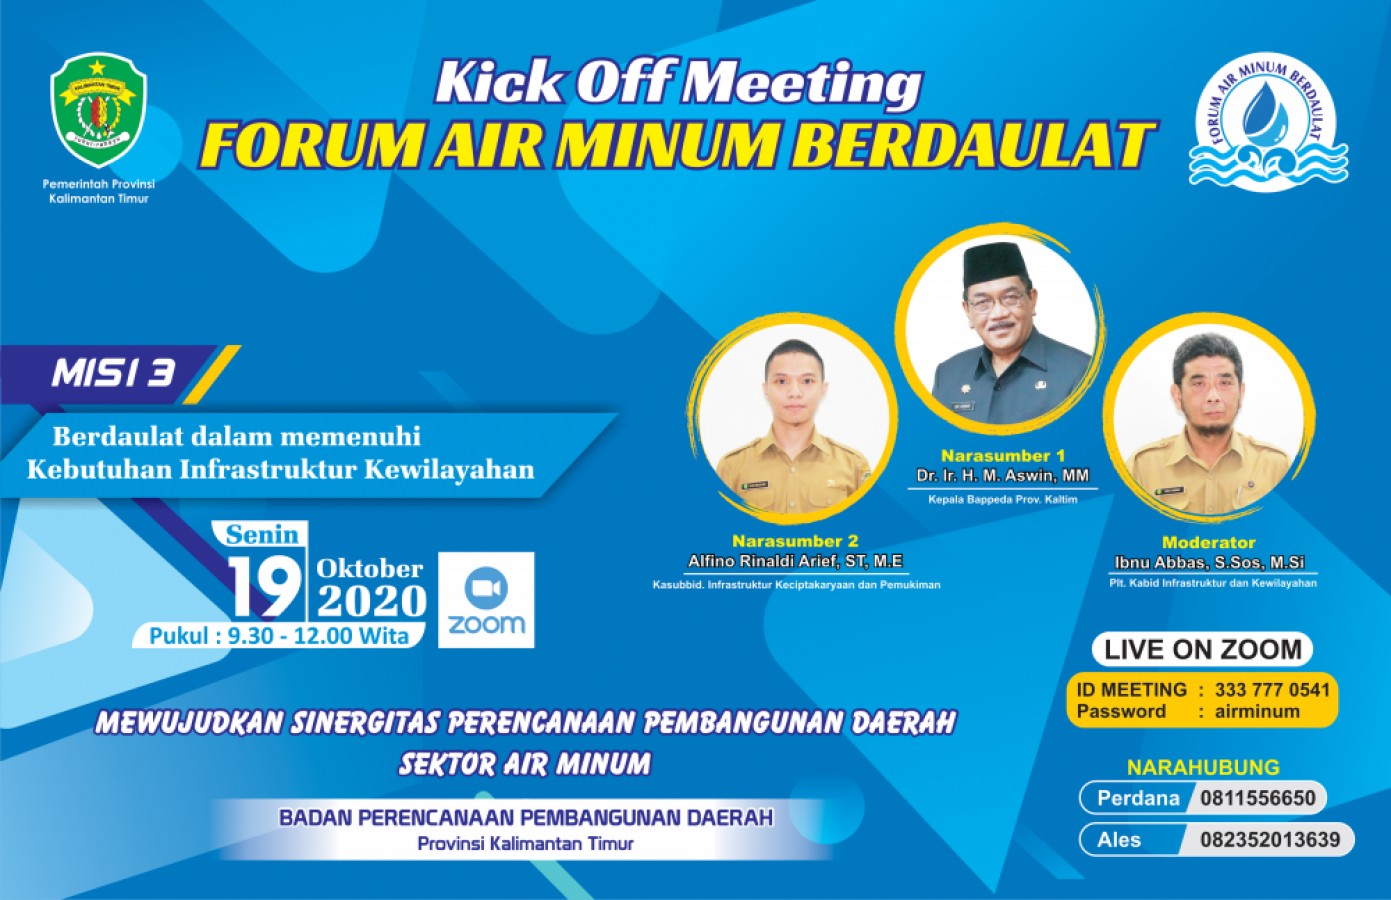 Kick Off Meeting
FORUM AIR MINUM BERDAULAT
KALIMANTAN TIMUR
Pemerintah Provinsi
Kalimantan Timur
FORUM AIR MINUM BERDAULAT
MISI 3
Berdaulat dalam memenuhi
Kebutuhan Infrastruktur Kewilayahan
Narasumber 1
Dr. Ir. H. M. Aswin, MM
Kepala Bappeda Prov. Kaltim
Narasumber 2
Alfino Rinaldi Arief, ST, M.E
Kasubbid. Infrastruktur Keciptakaryaan dan Pemukiman
Moderator
Ibnu Abbas, S.Sos, M.Si
Plt. Kabid Infrastruktur dan Kewilayahan
Senin
19 Oktober
2020
Pukul : 9.30 - 12.00 Wita
zoom
LIVE ON ZOOM
ID MEETING : 333 777 0541
Password : airminum
MEWUJUDKAN SINERGITAS PERENCANAAN PEMBANGUNAN DAERAH
SEKTOR AIR MINUM
NARAHUBUNG
Perdana 0811556650
Ales 082352013639
BADAN PERENCANAAN PEMBANGUNAN DAERAH
Provinsi Kalimantan Timur